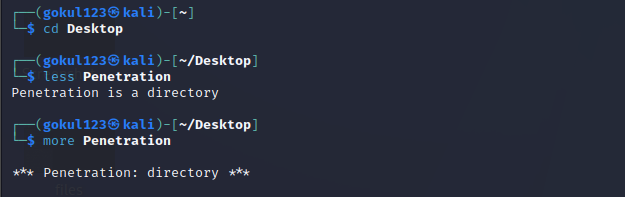 ┌──(gokul123㉿kali)-[~]
└─$ cd Desktop
┌──(gokul123㉿kali)-[~/Desktop]
└─$ less Penetration
Penetration is a directory
┌──(gokul123㉿kali)-[~/Desktop]
└─$ more Penetration
*** Penetration: directory ***